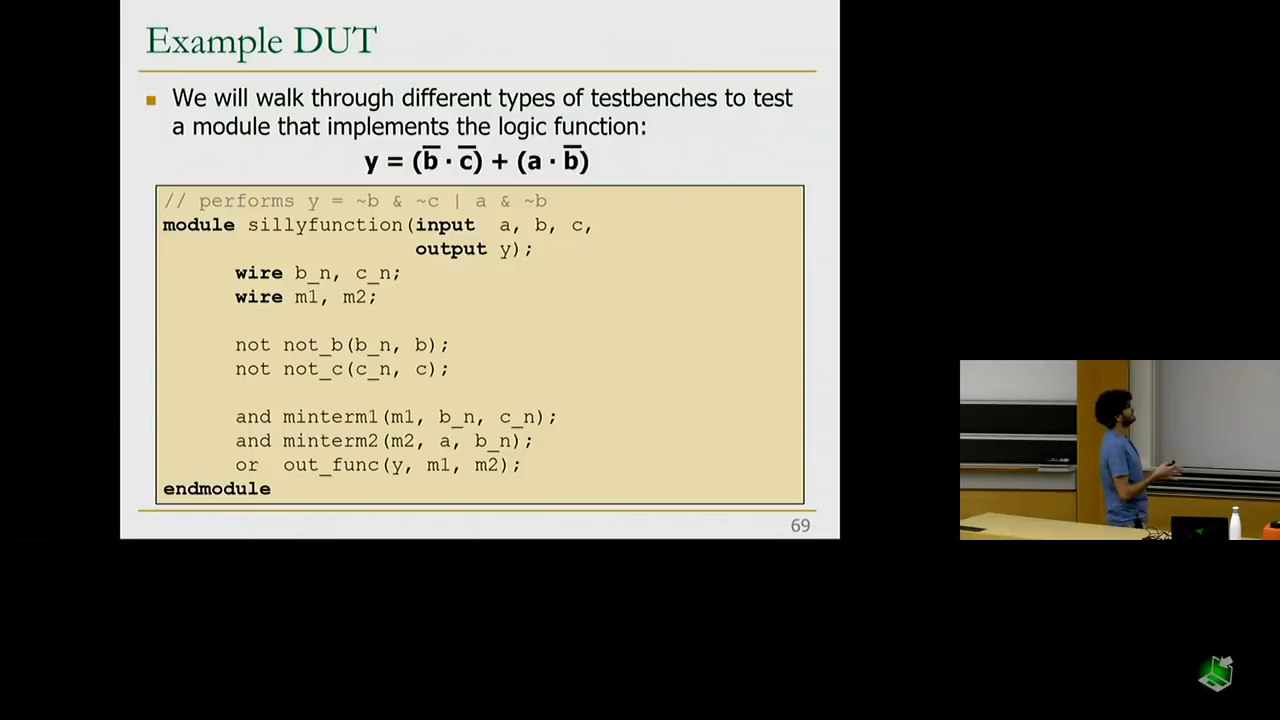 Example DUT
We will walk through different types of testbenches to test
a module that implements the logic function:
y = (b̅ · c̅) + (a · b̅)
// performs y = ~b & ~c | a & ~b
module sillyfunction(input a, b, c,
output y);
wire b_n, c_n;
wire m1, m2;
not not_b(b_n, b);
not not_c(c_n, c);
and minterm1(m1, b_n, c_n);
and minterm2(m2, a, b_n);
or out_func(y, m1, m2);
endmodule
69